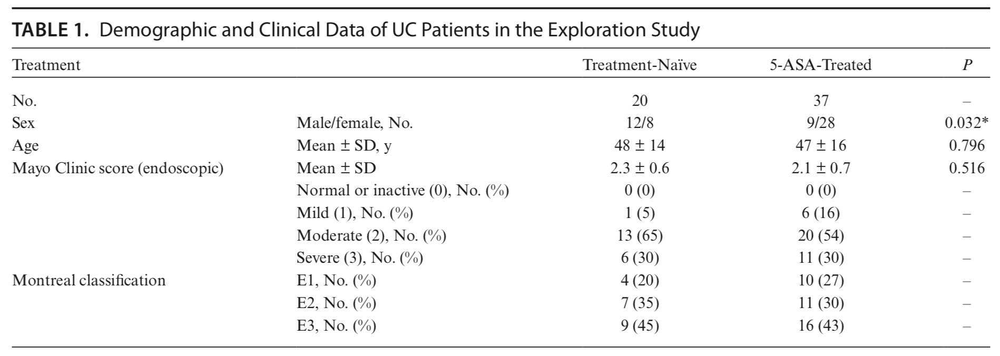 TABLE 1. Demographic and Clinical Data of UC Patients in the Exploration Study
Treatment Treatment-Naïve 5-ASA-Treated P
No. 20 37 –
Sex Male/female, No. 12/8 9/28 0.032*
Age Mean ± SD, y 48 ± 14 47 ± 16 0.796
Mayo Clinic score (endoscopic) Mean ± SD 2.3 ± 0.6 2.1 ± 0.7 0.516
Normal or inactive (0), No. (%) 0 (0) 0 (0) –
Mild (1), No. (%) 1 (5) 6 (16) –
Moderate (2), No. (%) 13 (65) 20 (54) –
Severe (3), No. (%) 6 (30) 11 (30) –
Montreal classification E1, No. (%) 4 (20) 10 (27) –
E2, No. (%) 7 (35) 11 (30) –
E3, No. (%) 9 (45) 16 (43) –